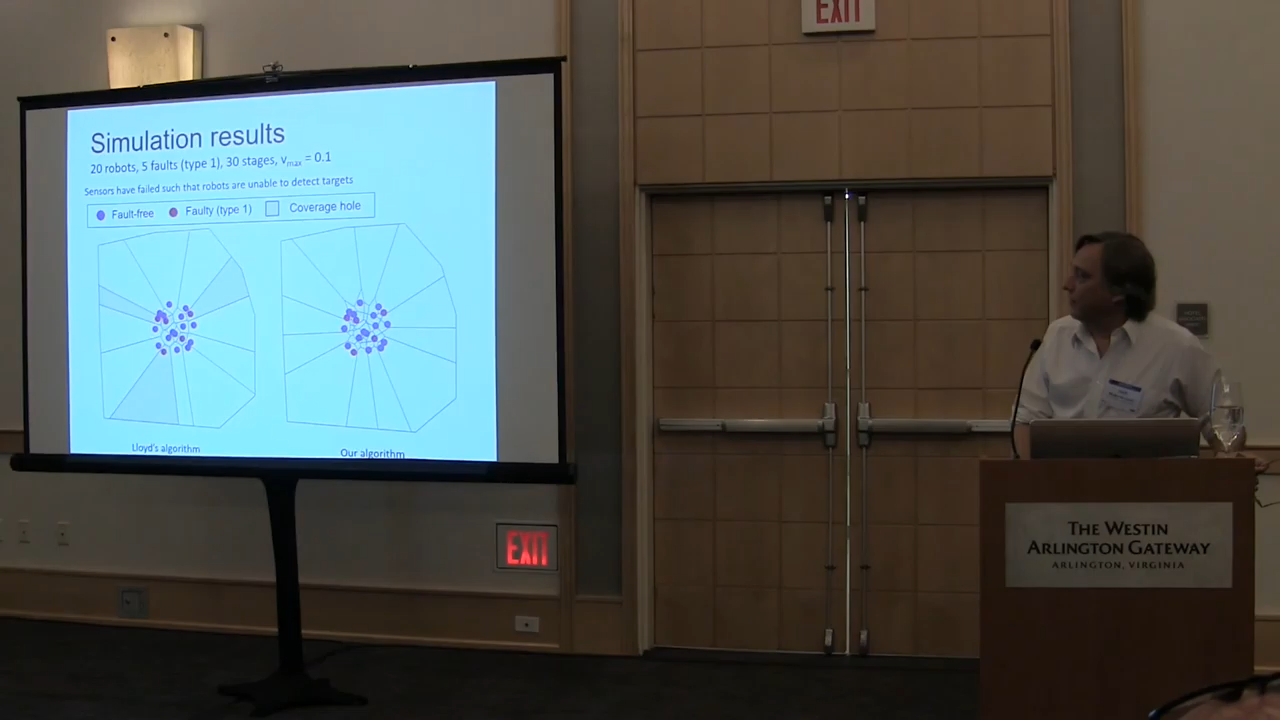 EXIT
Simulation results
20 robots, 5 faults (type 1), 30 stages, vmax = 0.1
Sensors have failed such that robots are unable to detect targets
Fault-free Faulty (type 1) Coverage hole
Lloyd's algorithm Our algorithm
EXIT
THE WESTIN
ARLINGTON GATEWAY
ARLINGTON, VIRGINIA